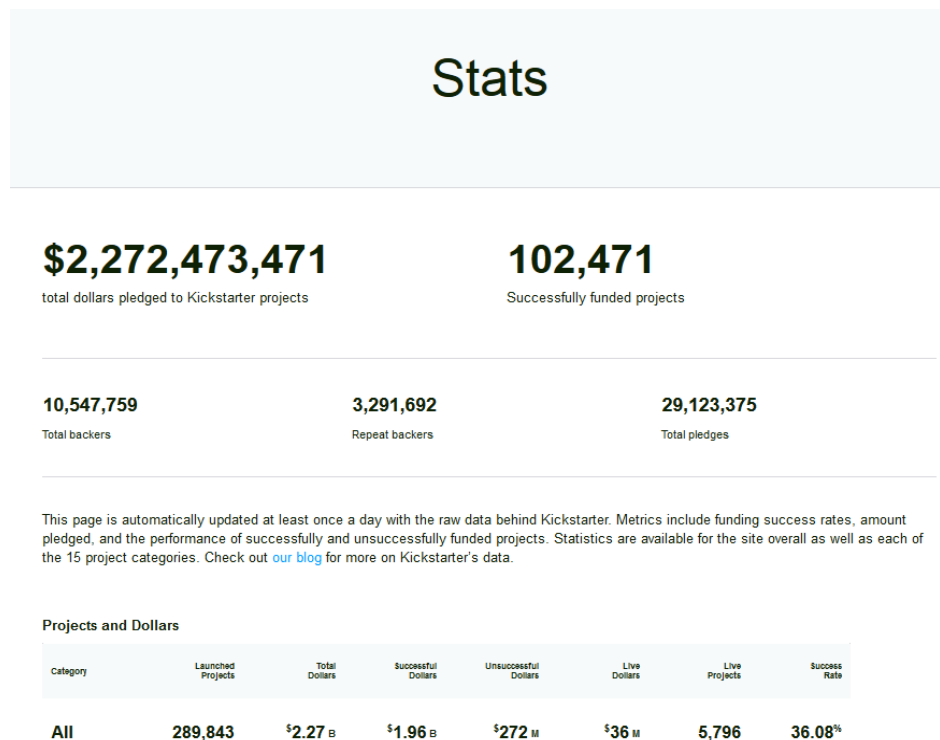 Stats
$2,272,473,471 102,471
total dollars pledged to Kickstarter projects Successfully funded projects
10,547,759 3,291,692 29,123,375
Total backers Repeat backers Total pledges
This page is automatically updated at least once a day with the raw data behind Kickstarter. Metrics include funding success rates, amount
pledged, and the performance of successfully and unsuccessfully funded projects. Statistics are available for the site overall as well as each of
the 15 project categories. Check out our blog for more on Kickstarter's data.
Projects and Dollars
Category Launched Projects Total Dollars Successful Dollars Unsuccessful Dollars Live Dollars Live Projects Success Rate
All 289,843 $2.27 B $1.96 B $272 M $36 M 5,796 36.08%